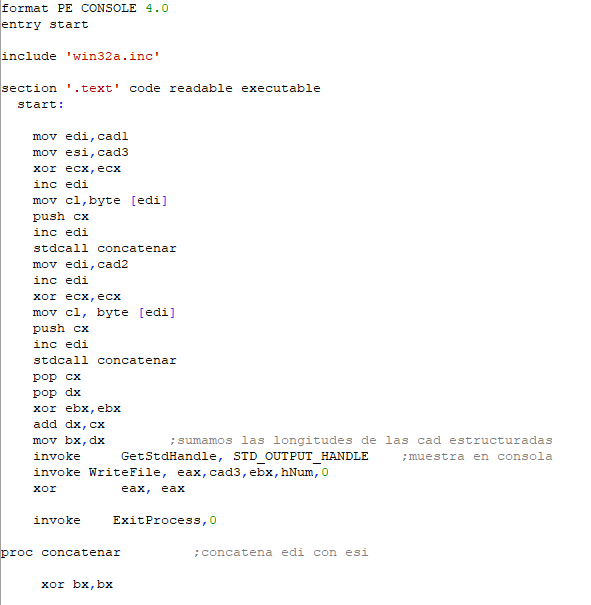 format PE CONSOLE 4.0
entry start
include 'win32a.inc'
section '.text' code readable executable
start:
mov edi,cad1
mov esi,cad3
xor ecx,ecx
inc edi
mov cl,byte [edi]
push cx
inc edi
stdcall concatenar
mov edi,cad2
inc edi
xor ecx,ecx
mov cl, byte [edi]
push cx
inc edi
stdcall concatenar
pop cx
pop dx
xor ebx,ebx
add dx,cx
mov bx,dx ;sumamos las longitudes de las cad estructuradas
invoke GetStdHandle, STD_OUTPUT_HANDLE ;muestra en consola
invoke WriteFile, eax,cad3,ebx,hNum,0
xor eax, eax
invoke ExitProcess,0
proc concatenar ;concatena edi con esi
xor bx,bx